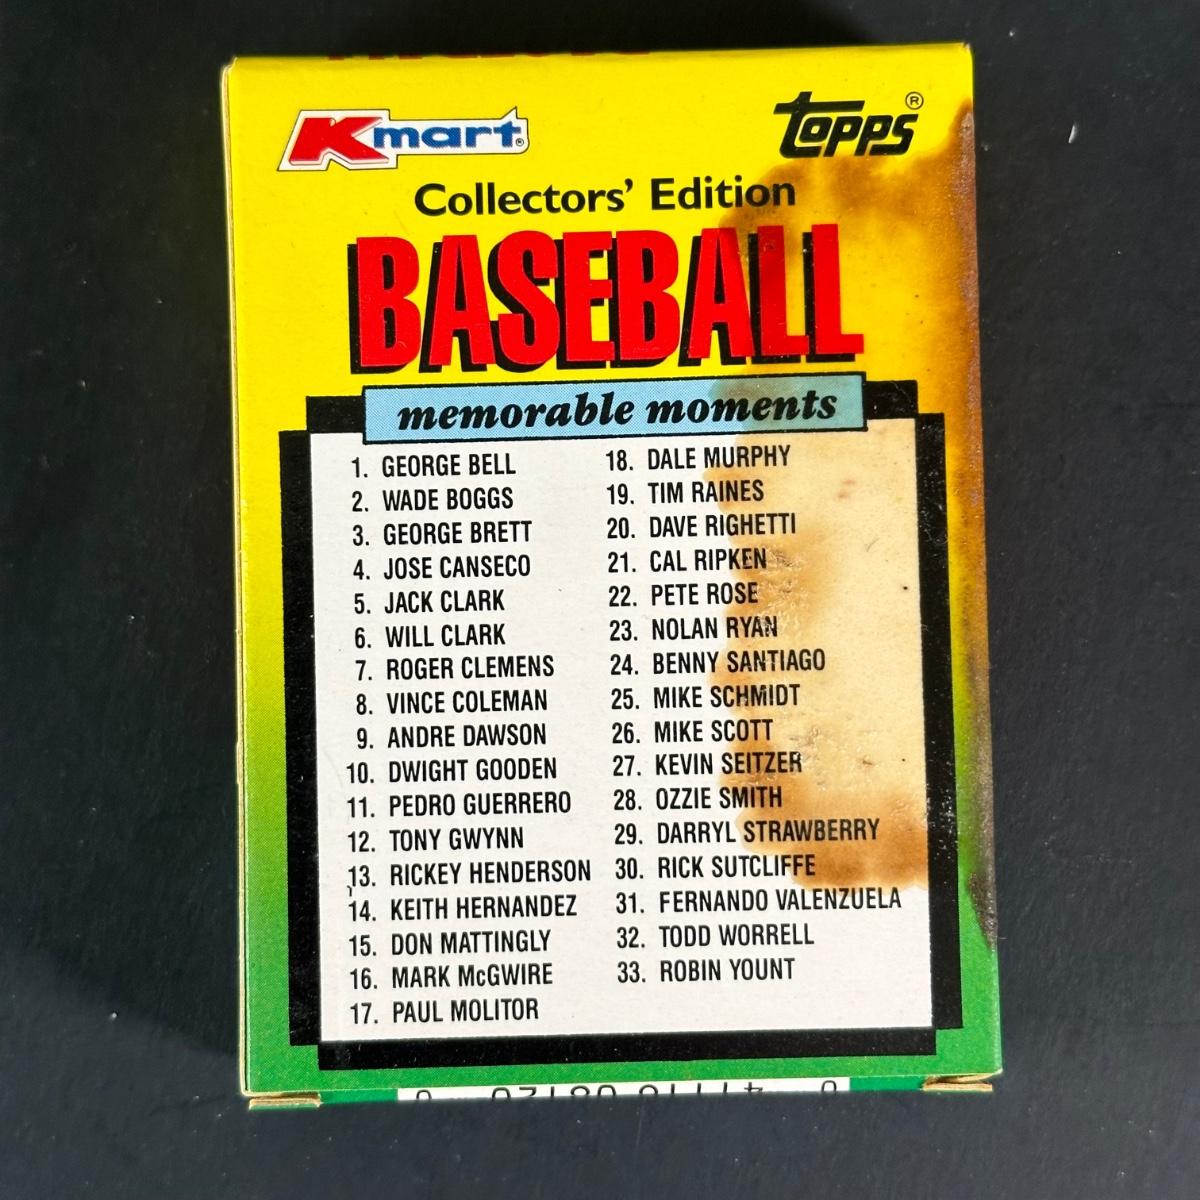 Kmart®
Topps®
Collectors' Edition
BASEBALL
memorable moments
1. GEORGE BELL
2. WADE BOGGS
3. GEORGE BRETT
4. JOSE CANSECO
5. JACK CLARK
6. WILL CLARK
7. ROGER CLEMENS
8. VINCE COLEMAN
9. ANDRE DAWSON
10. DWIGHT GOODEN
11. PEDRO GUERRERO
12. TONY GWYNN
13. RICKEY HENDERSON
14. KEITH HERNANDEZ
15. DON MATTINGLY
16. MARK McGWIRE
17. PAUL MOLITOR
18. DALE MURPHY
19. TIM RAINES
20. DAVE RIGHETTI
21. CAL RIPKEN
22. PETE ROSE
23. NOLAN RYAN
24. BENNY SANTIAGO
25. MIKE SCHMIDT
26. MIKE SCOTT
27. KEVIN SEITZER
28. OZZIE SMITH
29. DARRYL STRAWBERRY
30. RICK SUTCLIFFE
31. FERNANDO VALENZUELA
32. TODD WORRELL
33. ROBIN YOUNT